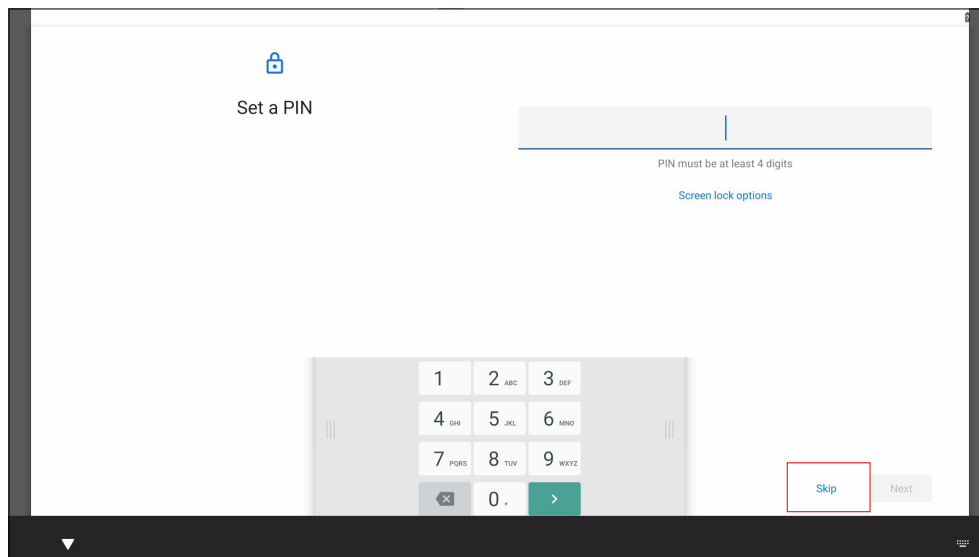 Set a PIN
PIN must be at least 4 digits
Screen lock options
1 2 ABC 3 DEF
4 GHI 5 JKL 6 MNO
7 PQRS 8 TUV 9 WXYZ
0
Skip Next